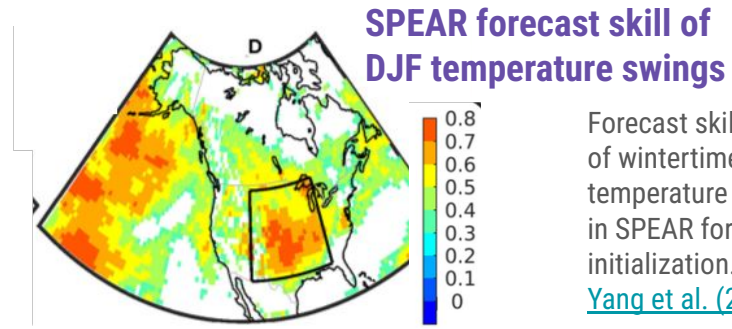 SPEAR forecast skill of
DJF temperature swings
D
0.8
0.7
0.6
0.5
0.4
0.3
0.2
0.1
0
Forecast skil
of wintertime
temperature
in SPEAR for
initialization.
Yang et al. (2